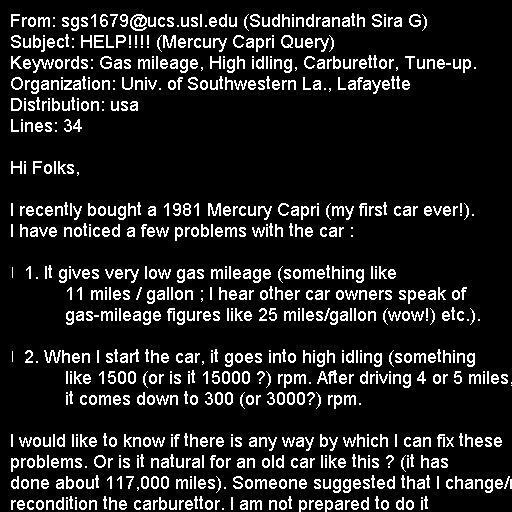 From: sgs1679@ucs.usl.edu (Sudhindranath Sira G)
Subject: HELP!!!! (Mercury Capri Query)
Keywords: Gas mileage, High idling, Carburettor, Tune-up.
Organization: Univ. of Southwestern La., Lafayette
Distribution: usa
Lines: 34

Hi Folks,

I recently bought a 1981 Mercury Capri (my first car ever!).
I have noticed a few problems with the car :

1. It gives very low gas mileage (something like
11 miles / gallon ; I hear other car owners speak of
gas-mileage figures like 25 miles/gallon (wow!) etc.).

2. When I start the car, it goes into high idling (something
like 1500 (or is it 15000 ?) rpm. After driving 4 or 5 miles,
it comes down to 300 (or 3000?) rpm.

I would like to know if there is any way by which I can fix these
problems. Or is it natural for an old car like this ? (it has
done about 117,000 miles). Someone suggested that I change/
recondition the carburettor. I am not prepared to do it